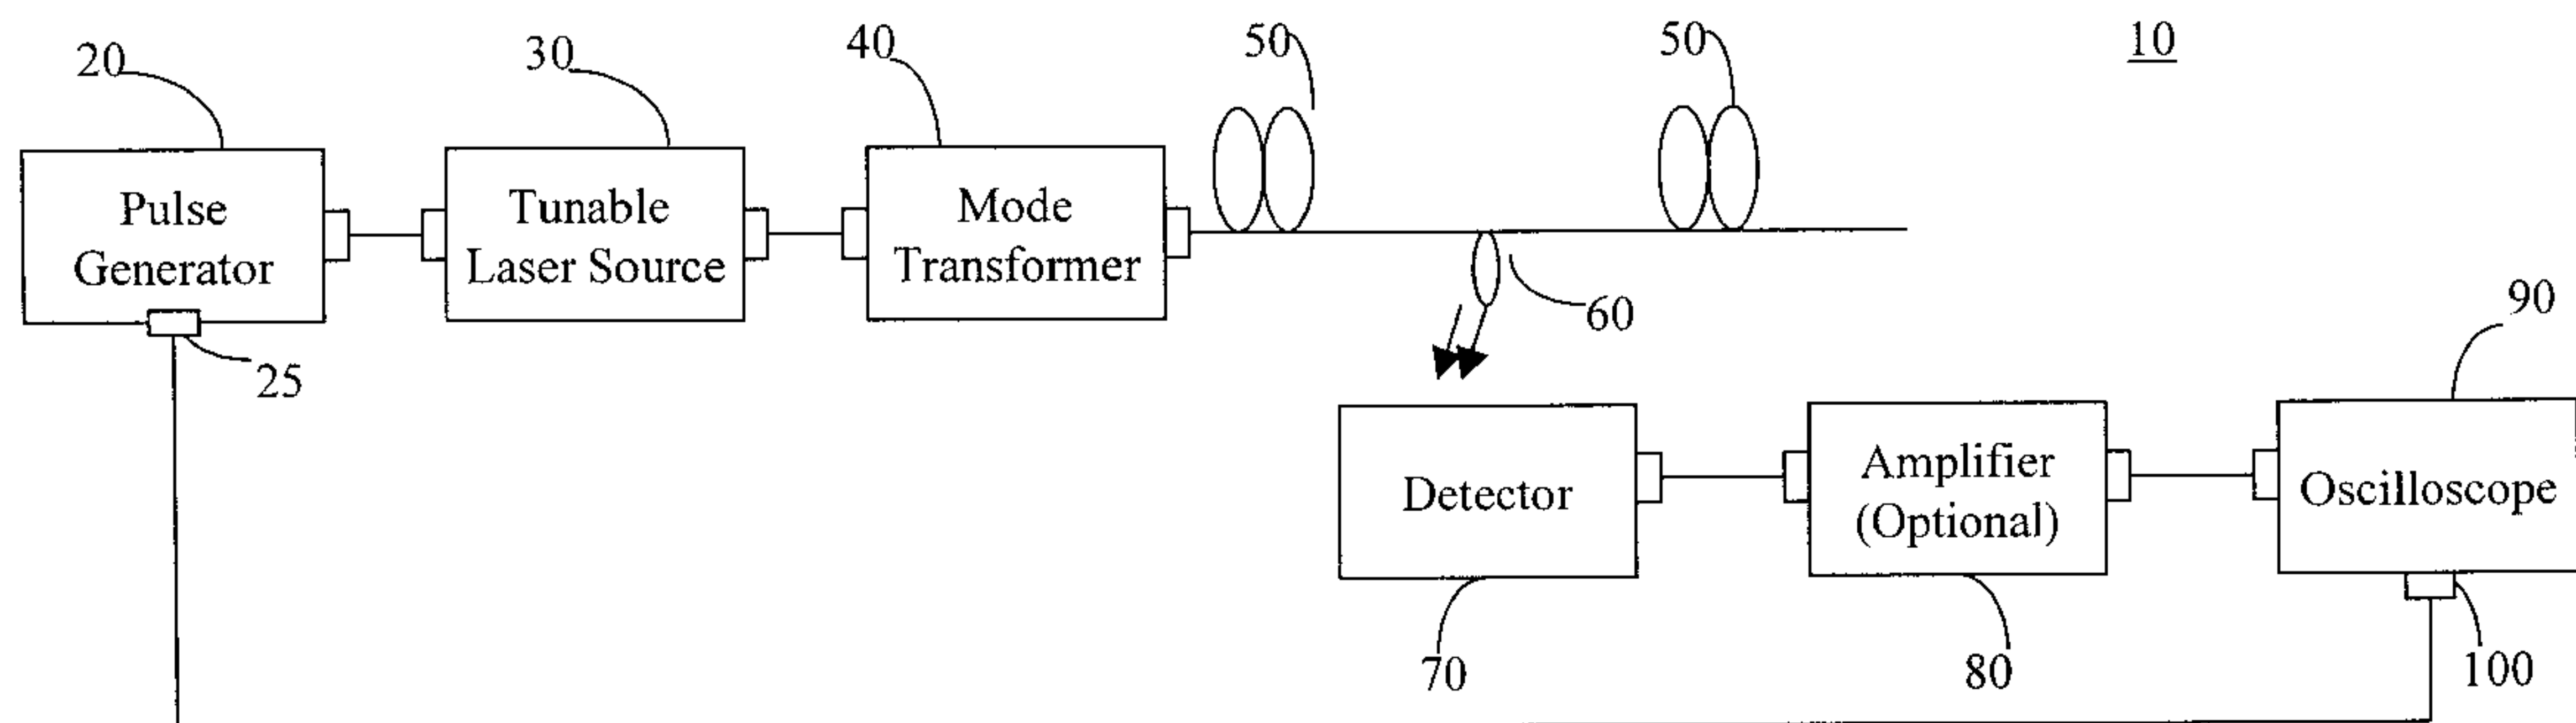 20
30
40
50
50
10
Pulse
Generator
Tunable
Laser Source
Mode
Transformer
60
25
90
Detector
Amplifier
(Optional)
Oscilloscope
70
80
100